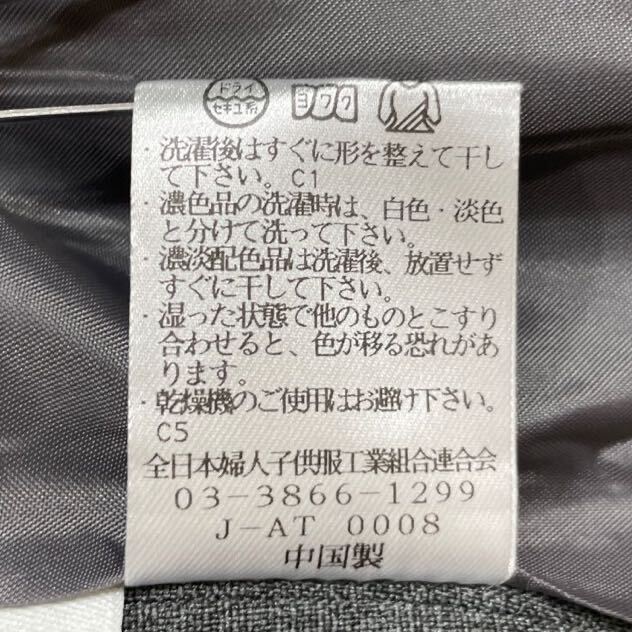 ドライ
セキユ系
ヨワク
・洗濯後はすぐに形を整えて干し
て下さい。C1
・濃色品の洗濯時は、白色・淡色
と分けて洗って下さい。
・濃淡配色品は洗濯後、放置せず
すぐに干して下さい。
・湿った状態で他のものとこすり
合わせると、色が移る恐れがあ
ります。
・乾燥機のご使用はお避け下さい。
C5
全日本婦人子供服工業組合連合会
03-3866-1299
J-AT 0008
中国製